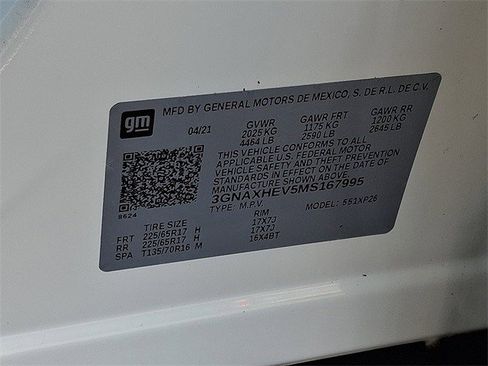 gm
MFD BY GENERAL MOTORS DE MEXICO, S. DE R.L. DE C.V.
04/21 GVWR GAWR FRT GAWR RR
2025 KG 1175 KG 1200 KG
4464 LB 2590 LB 2645 LB
THIS VEHICLE CONFORMS TO ALL
APPLICABLE U.S. FEDERAL MOTOR
VEHICLE SAFETY AND THEFT PREVENTION
STANDARDS IN EFFECT ON THE DATE OF
MANUFACTURE
3GNAXHEV5MS167995
8624 TYPE: M.P.V. MODEL: 551XP26
TIRE SIZE RIM
FRT 225/65R17 H 17X7J
RR 225/65R17 H 17X7J
SPA T135/70R16 M 16X4BT